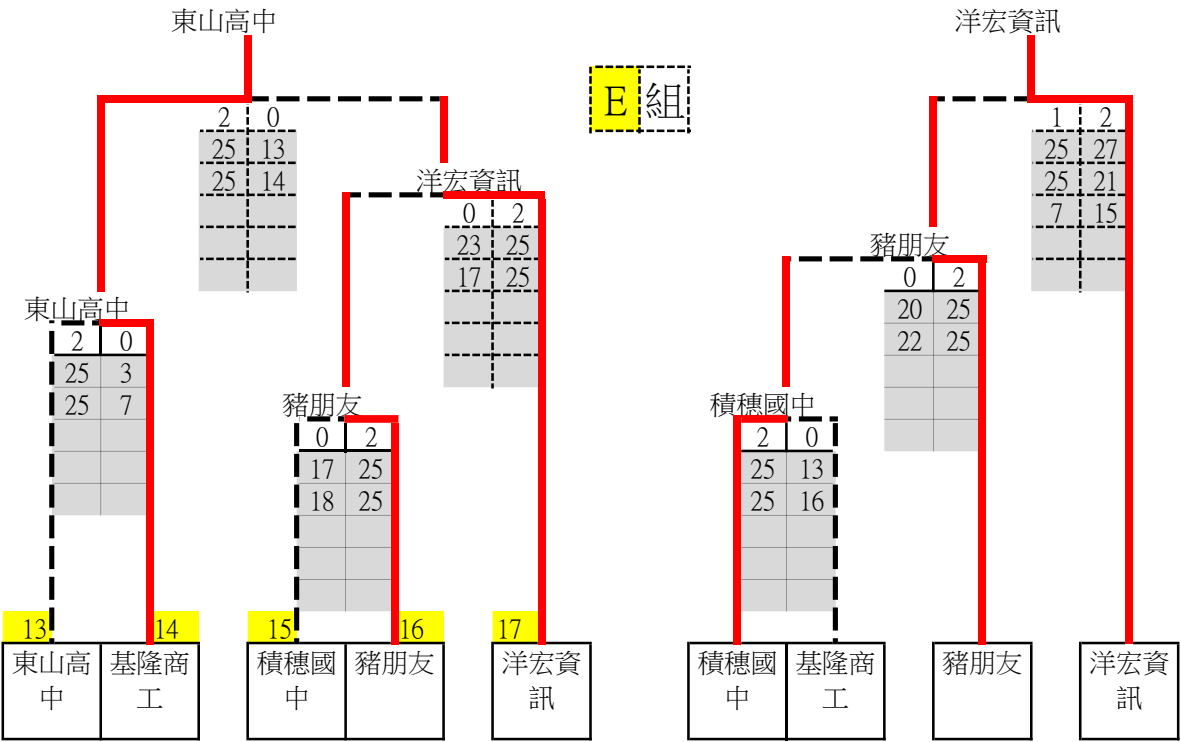 東山高中
洋宏資訊
E 組
2 0
25 13
25 14
1 2
25 27
25 21
7 15
洋宏資訊
0 2
23 25
17 25
豬朋友
0 2
20 25
22 25
東山高中
2 0
25 3
25 7
豬朋友
0 2
17 25
18 25
積穗國中
2 0
25 13
25 16
13 14 15 16 17
東山高
中
基隆商
工
積穗國
中
豬朋友
洋宏資
訊
積穗國
中
基隆商
工
豬朋友
洋宏資
訊